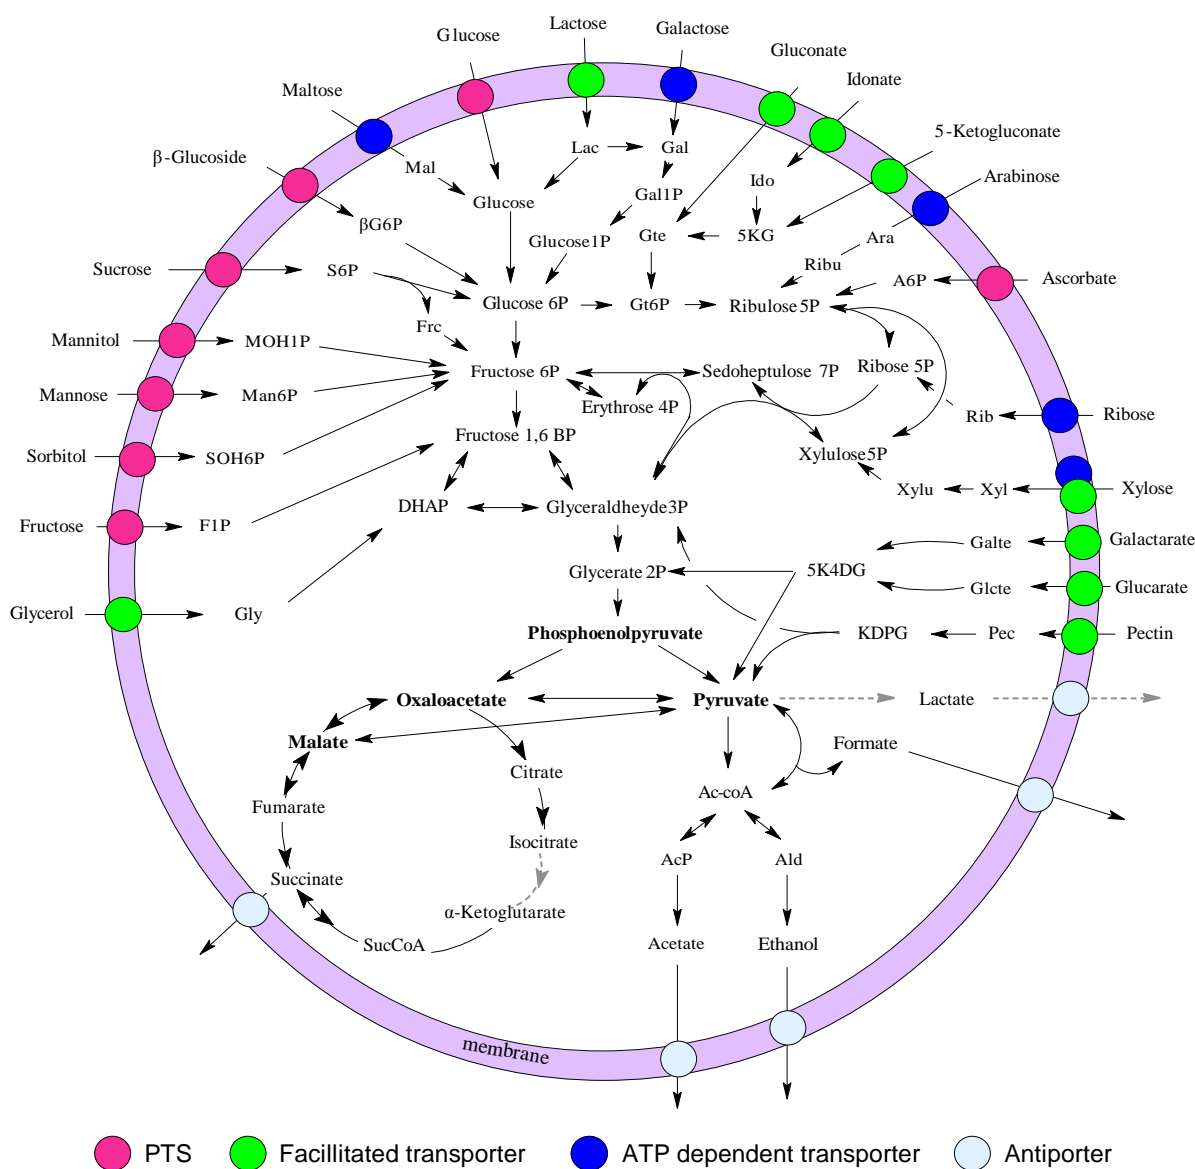 Lactose
Glucose
Galactose
Gluconate
Idonate
Maltose
β-Glucoside
5-Ketogluconate
Arabinose
Lac
Gal
Mal
Ido
Gal1P
Glucose
βG6P
Glucose1P
Gte
5KG
Ara
Ribu
Sucrose
S6P
A6P
Ascorbate
Glucose 6P
Gt6P
Ribulose5P
Frc
Mannitol
MOH1P
Fructose 6P
Sedoheptulose 7P
Ribose 5P
Mannose
Man6P
Erythrose 4P
Rib
Ribose
Fructose 1,6 BP
Sorbitol
SOH6P
Xylulose5P
Xylu
Xyl
Xylose
DHAP
Glyceraldheyde3P
Fructose
F1P
Galte
Galactarate
Glycerate 2P
5K4DG
Glcte
Glucarate
Glycerol
Gly
Phosphoenolpyruvate
KDPG
Pec
Pectin
Oxaloacetate
Pyruvate
Lactate
Malate
Formate
Citrate
Ac-coA
Fumarate
Isocitrate
AcP
Ald
Succinate
α-Ketoglutarate
SucCoA
Acetate
Ethanol
membrane
PTS
Facillitated transporter
ATP dependent transporter
Antiporter